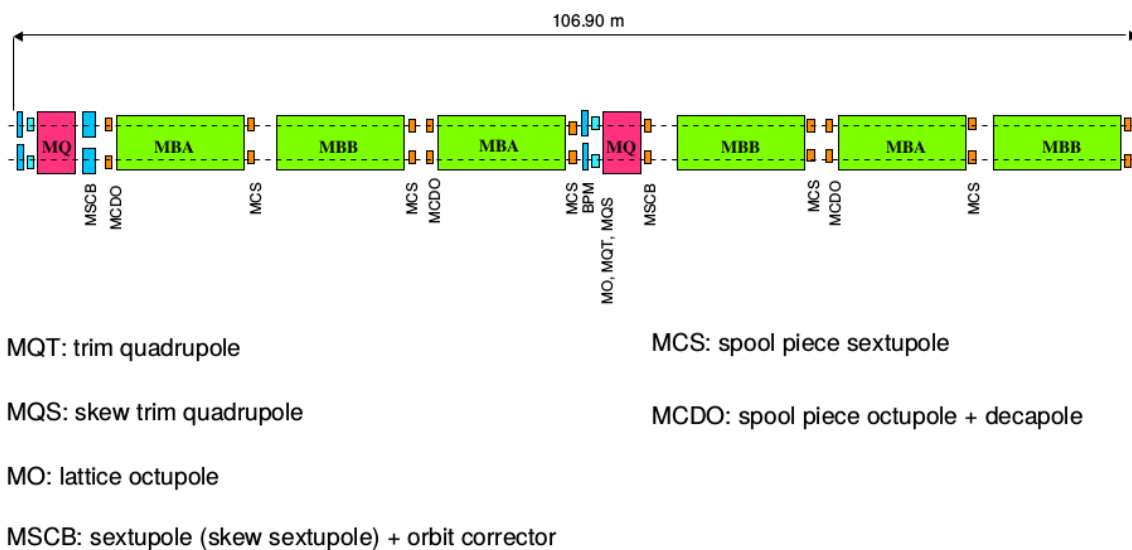 106.90 m
MQ
MBA
MBB
MBA
MQ
MBB
MBA
MBB
MSCB
MCDO
MCS
MCS
MCDO
MCS
BPM
MO, MQT, MQS
MSCB
MCS
MCDO
MCS
MQT: trim quadrupole
MCS: spool piece sextupole
MQS: skew trim quadrupole
MCDO: spool piece octupole + decapole
MO: lattice octupole
MSCB: sextupole (skew sextupole) + orbit corrector